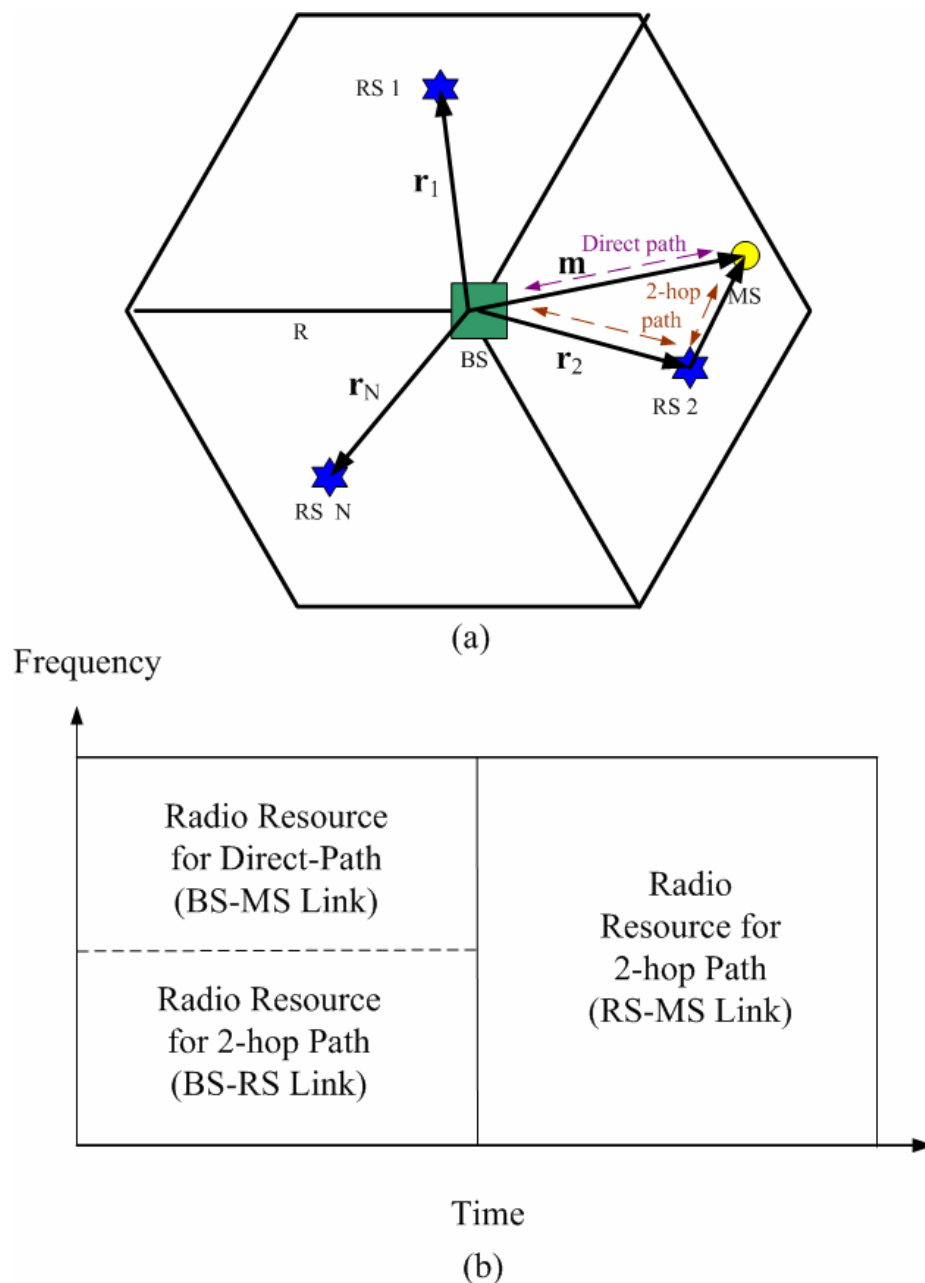 RS 1
r1
Direct path
m
MS
2-hop
path
R
BS
r2
rN
RS 2
RS N
(a)
Frequency
Radio Resource
for Direct-Path
(BS-MS Link)
Radio Resource
for 2-hop Path
(BS-RS Link)
Radio
Resource for
2-hop Path
(RS-MS Link)
Time
(b)